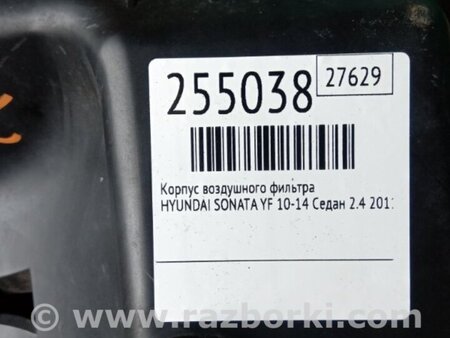 255038
27629
Корпус воздушного фильтра
HYUNDAI SONATA YF 10-14 Седан 2.4 201
www.razborki.com